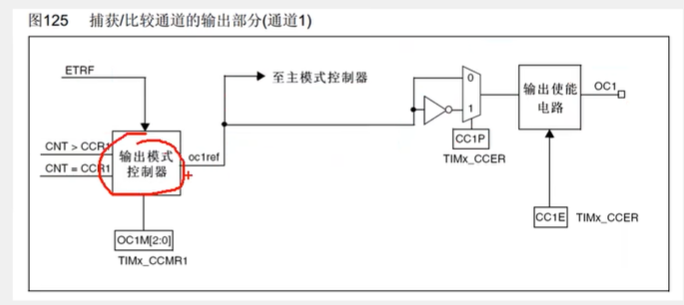 图125 捕获/比较通道的输出部分(通道1)
ETRF
至主模式控制器
0
1
输出使能
电路
OC1
CNT > CCR1
CNT = CCR1
输出模式
控制器
oc1ref
CC1P
TIMx_CCER
CC1E TIMx_CCER
OC1M[2:0]
TIMx_CCMR1